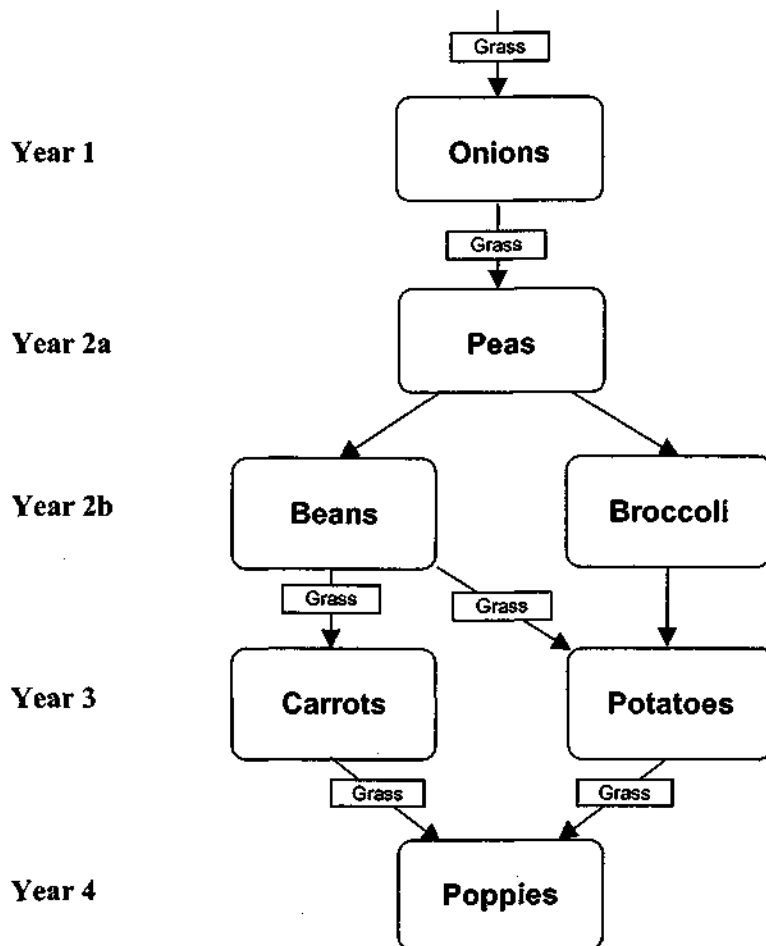 Grass
Year 1
Onions
Grass
Year 2a
Peas
Year 2b
Beans
Broccoli
Grass
Grass
Year 3
Carrots
Potatoes
Grass
Grass
Year 4
Poppies